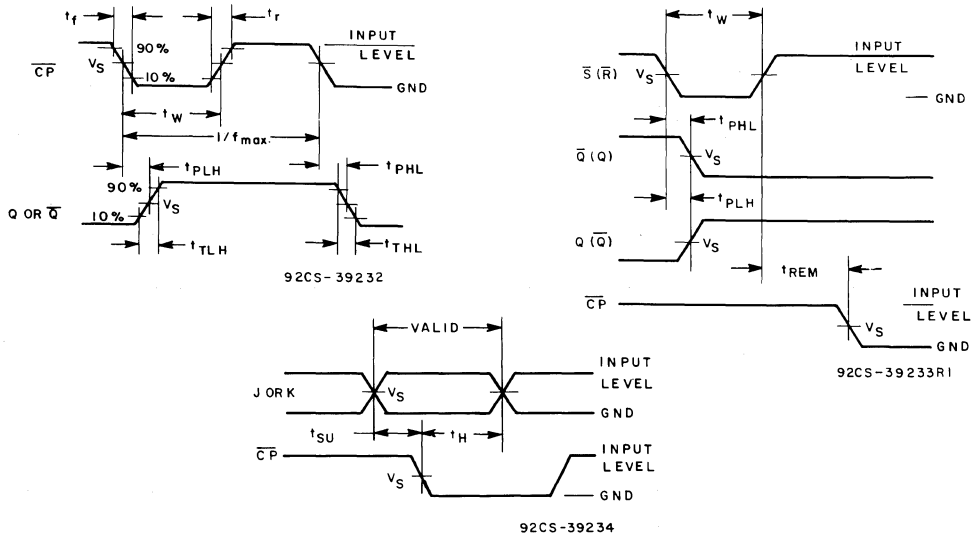 tf tr
90%
INPUT
LEVEL
CP
VS
10%
GND
tW
1/fmax.
tPLH tPHL
90%
Q OR Q
VS
10%
tTLH tTHL
92CS-39232
tW
INPUT
LEVEL
S(R)
VS
GND
tPHL
Q(Q)
VS
tPLH
Q(Q)
VS
tREM
INPUT
LEVEL
CP
VS
GND
92CS-39233R1
VALID
INPUT
LEVEL
J OR K
VS
GND
tSU tH
INPUT
LEVEL
CP
VS
GND
92CS-39234